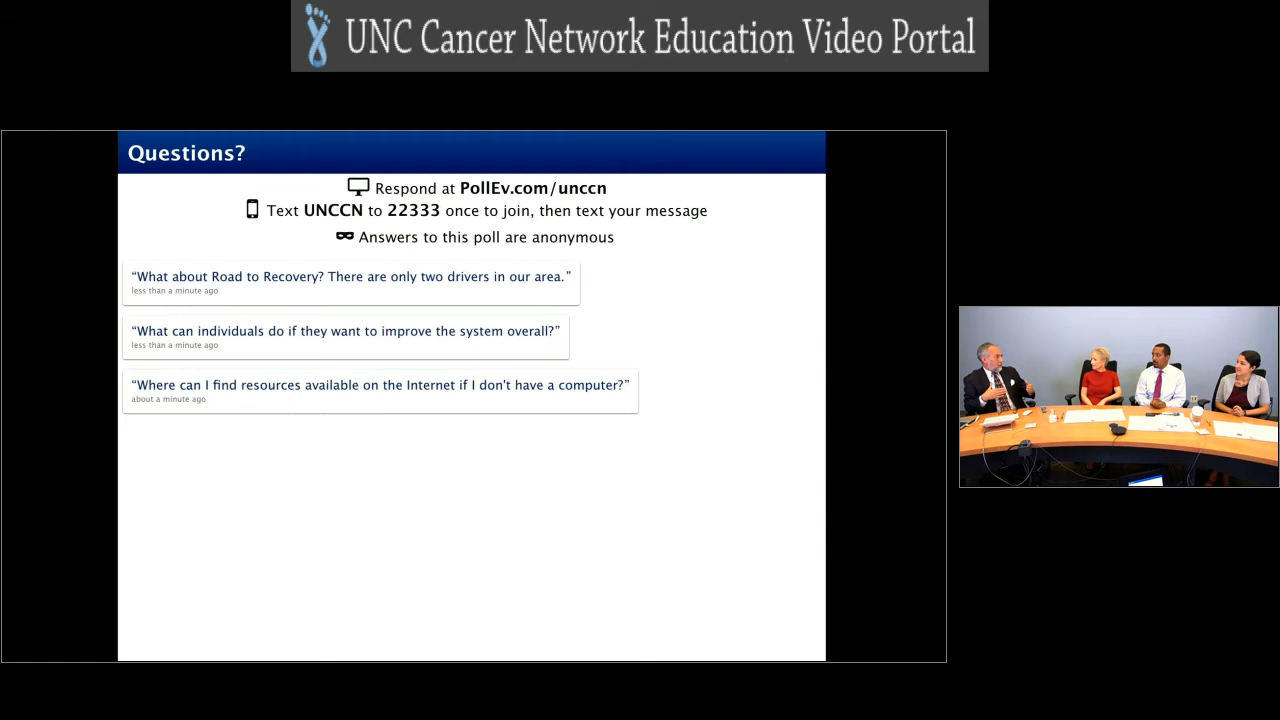 UNC Cancer Network Education Video Portal
Questions?
Respond at PollEv.com/unccn
Text UNCCN to 22333 once to join, then text your message
Answers to this poll are anonymous
“What about Road to Recovery? There are only two drivers in our area.”
less than a minute ago
“What can individuals do if they want to improve the system overall?”
less than a minute ago
“Where can I find resources available on the Internet if I don't have a computer?”
about a minute ago